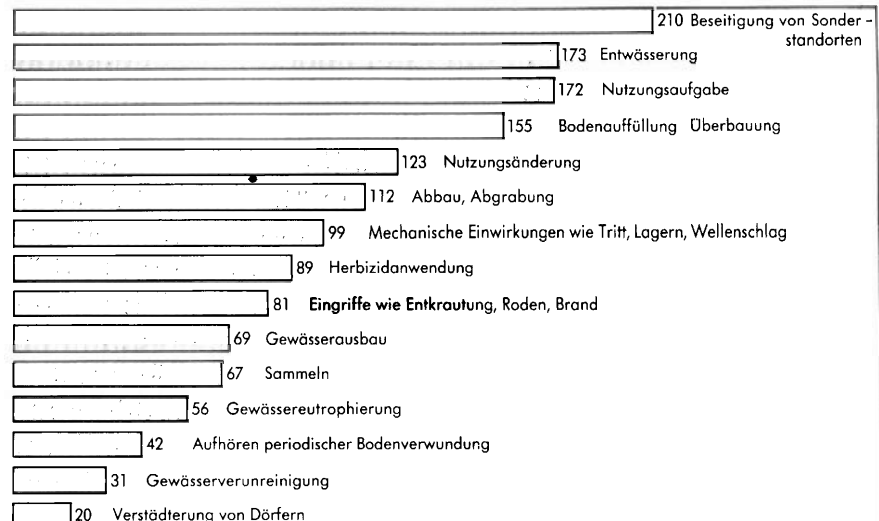 210 Beseitigung von Sonder-
standorten
173 Entwässerung
172 Nutzungsaufgabe
155 Bodenauffüllung Überbauung
123 Nutzungsänderung
112 Abbau, Abgrabung
99 Mechanische Einwirkungen wie Tritt, Lagern, Wellenschlag
89 Herbizidanwendung
81 Eingriffe wie Entkrautung, Roden, Brand
69 Gewässerausbau
67 Sammeln
56 Gewässereutrophierung
42 Aufhören periodischer Bodenverwundung
31 Gewässerverunreinigung
20 Verstädterung von Dörfern